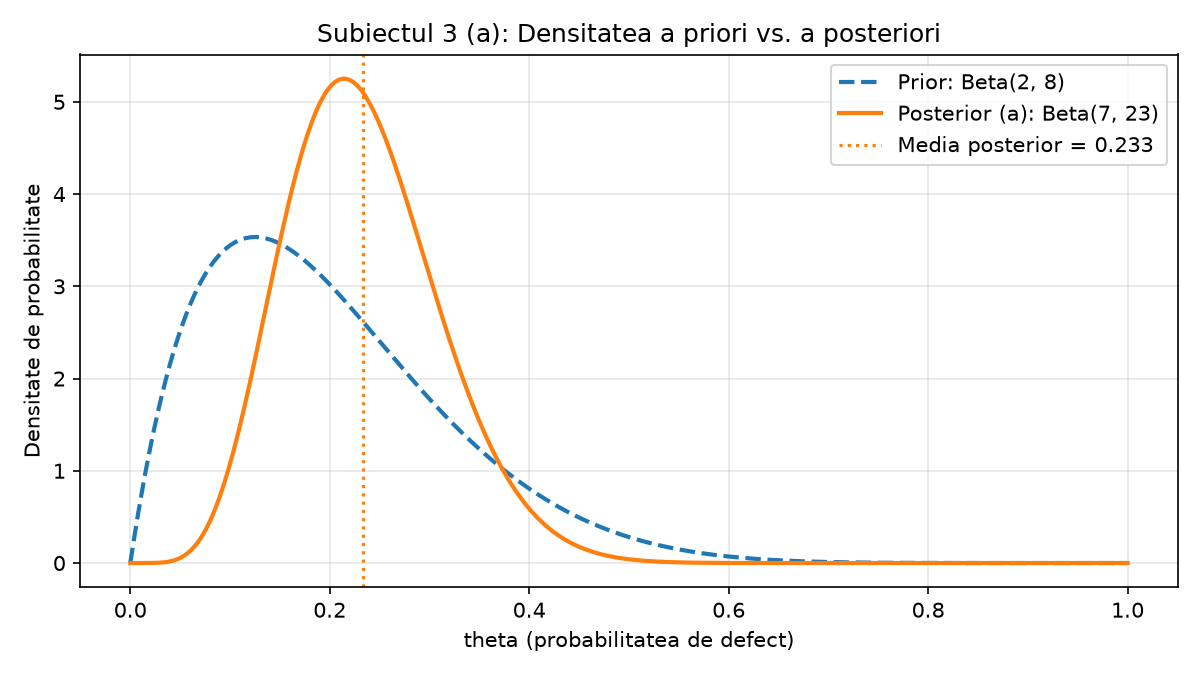 Subiectul 3 (a): Densitatea a priori vs. a posteriori
Prior: Beta(2, 8)
Posterior (a): Beta(7, 23)
Media posterior = 0.233
Densitate de probabilitate
5
4
3
2
1
0
0.0 0.2 0.4 0.6 0.8 1.0
theta (probabilitatea de defect)